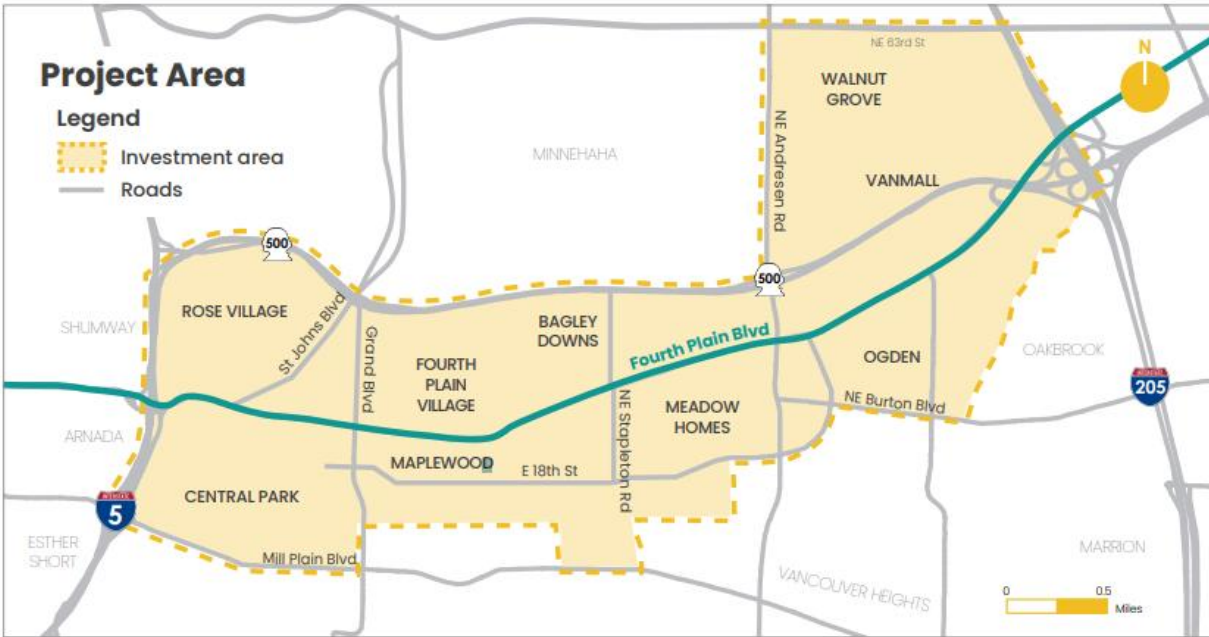 Project Area
Legend
Investment area
Roads
NE 63rd St
N
WALNUT
GROVE
MINNEHAHA
NE Andresen Rd
VANMALL
500
500
ROSE VILLAGE
SHUMWAY
St Johns Blvd
Grand Blvd
BAGLEY
DOWNS
Fourth Plain Blvd
FOURTH
PLAIN
VILLAGE
OGDEN
OAKBROOK
205
NE Burton Blvd
MEADOW
HOMES
NE Stapleton Rd
ARNADA
MAPLEWOOD
E 18th St
CENTRAL PARK
5
ESTHER
SHORT
Mill Plain Blvd
VANCOUVER HEIGHTS
MARRION
0
0.5
Miles